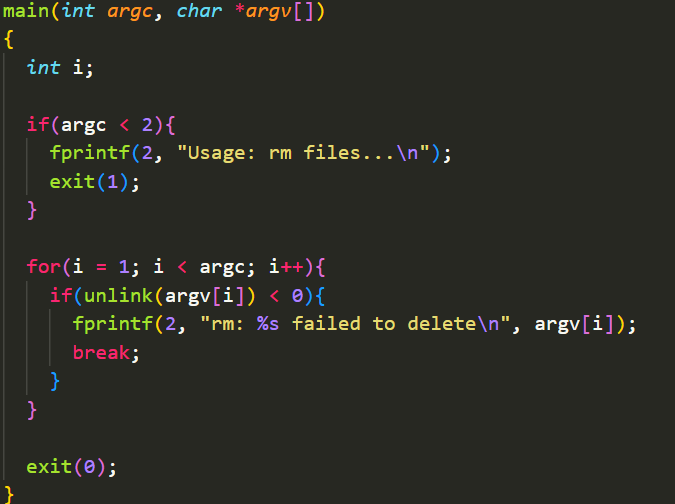 main(int argc, char *argv[])
{
  int i;

  if(argc < 2){
    fprintf(2, "Usage: rm files...\n");
    exit(1);
  }

  for(i = 1; i < argc; i++){
    if(unlink(argv[i]) < 0){
      fprintf(2, "rm: %s failed to delete\n", argv[i]);
      break;
    }
  }

  exit(0);
}